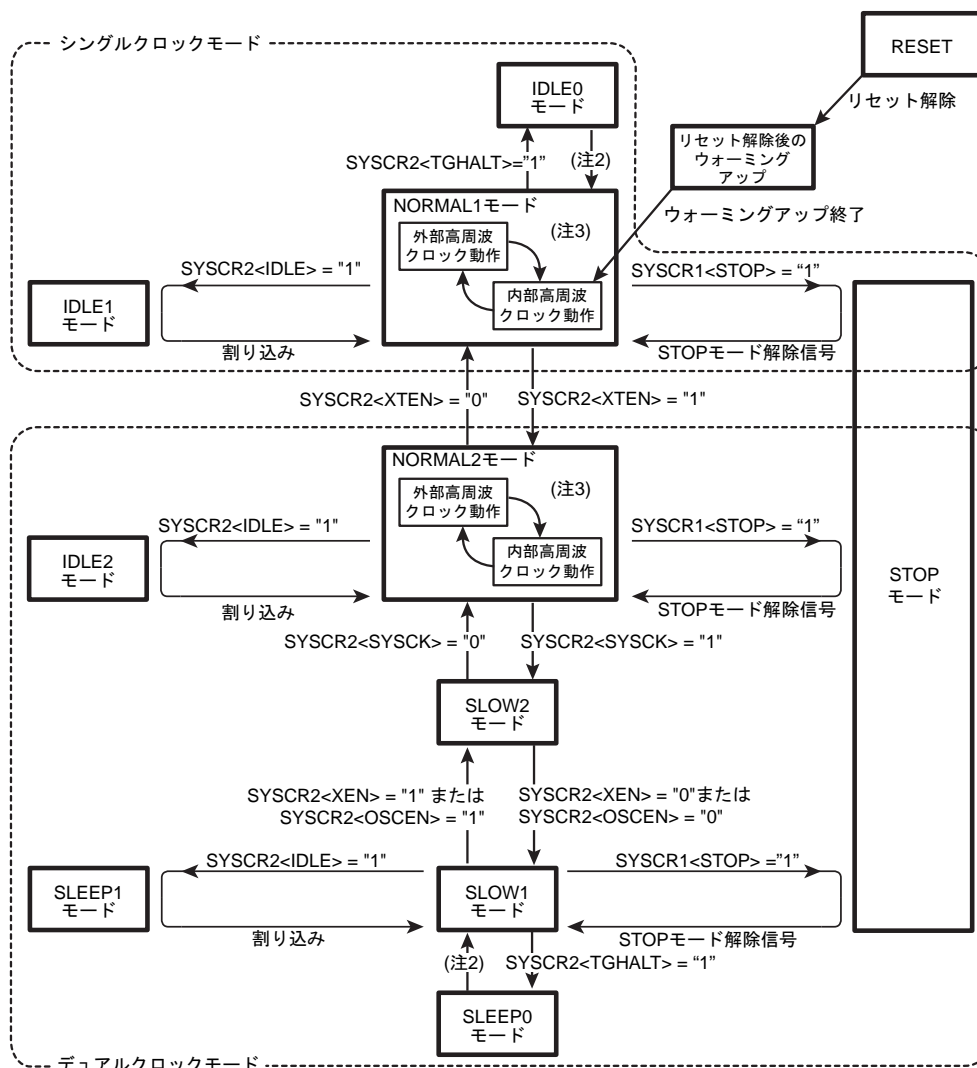 シングルクロックモード
RESET
リセット解除
IDLE0
モード
リセット解除後の
ウォーミング
アップ
SYSCR2<TGHALT>="1"
(注2)
ウォーミングアップ終了
NORMAL1モード
(注3)
外部高周波
クロック動作
内部高周波
クロック動作
SYSCR2<IDLE> = "1"
SYSCR1<STOP> = “1”
IDLE1
モード
割り込み
STOPモード解除信号
SYSCR2<XTEN> = "0"
SYSCR2<XTEN> = "1"
NORMAL2モード
(注3)
外部高周波
クロック動作
内部高周波
クロック動作
SYSCR2<IDLE> = "1"
SYSCR1<STOP> = “1”
IDLE2
モード
割り込み
STOPモード解除信号
STOP
モード
SYSCR2<SYSCK> = "0"
SYSCR2<SYSCK> = "1"
SLOW2
モード
SYSCR2<XEN> = "1" または
SYSCR2<OSCEN> = "1"
SYSCR2<XEN> = "0"または
SYSCR2<OSCEN> = "0"
SYSCR2<IDLE> = "1"
SYSCR1<STOP> =”1”
SLEEP1
モード
SLOW1
モード
割り込み
STOPモード解除信号
(注2)
SYSCR2<TGHALT> = “1”
SLEEP0
モード
デュアルクロックモード